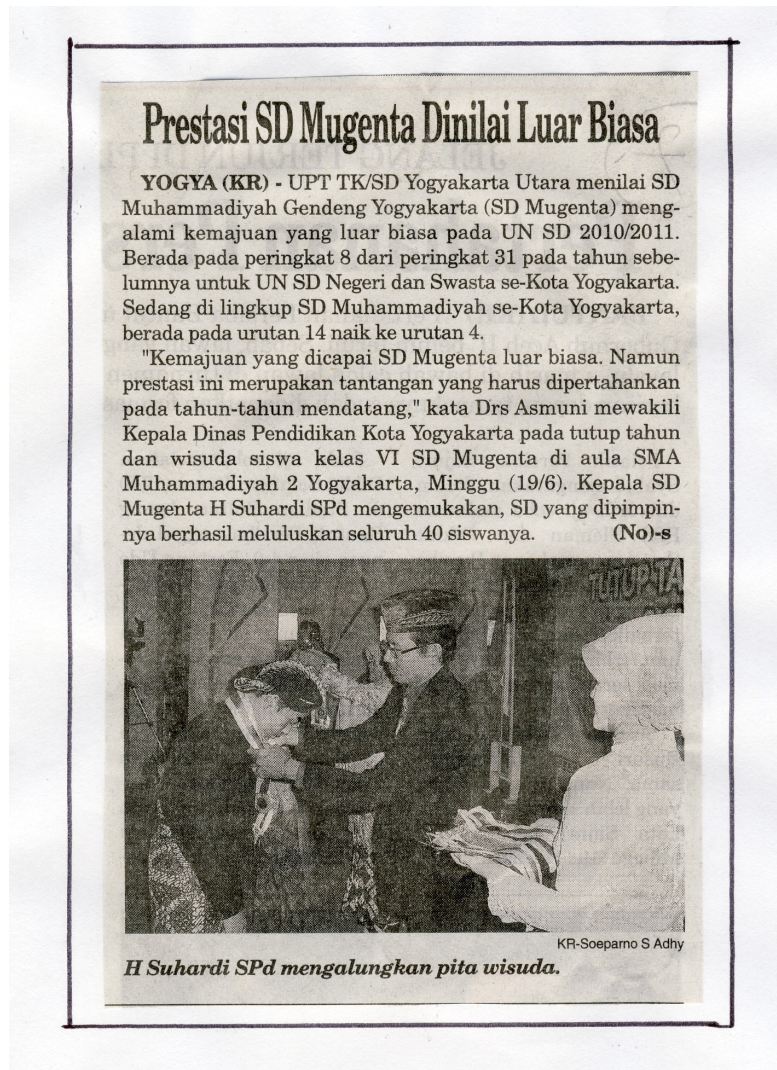 Prestasi SD Mugenta Dinilai Luar Biasa
YOGYA (KR) - UPT TK/SD Yogyakarta Utara menilai SD
Muhammadiyah Gendeng Yogyakarta (SD Mugenta) meng-
alami kemajuan yang luar biasa pada UN SD 2010/2011.
Berada pada peringkat 8 dari peringkat 31 pada tahun sebe-
lumnya untuk UN SD Negeri dan Swasta se-Kota Yogyakarta.
Sedang di lingkup SD Muhammadiyah se-Kota Yogyakarta,
berada pada urutan 14 naik ke urutan 4.
"Kemajuan yang dicapai SD Mugenta luar biasa. Namun
prestasi ini merupakan tantangan yang harus dipertahankan
pada tahun-tahun mendatang," kata Drs Asmuni mewakili
Kepala Dinas Pendidikan Kota Yogyakarta pada tutup tahun
dan wisuda siswa kelas VI SD Mugenta di aula SMA
Muhammadiyah 2 Yogyakarta, Minggu (19/6). Kepala SD
Mugenta H Suhardi SPd mengemukakan, SD yang dipimpin-
nya berhasil meluluskan seluruh 40 siswanya. (No)-s
TUTUP TA
KR-Soeparno S Adhy
H Suhardi SPd mengalungkan pita wisuda.